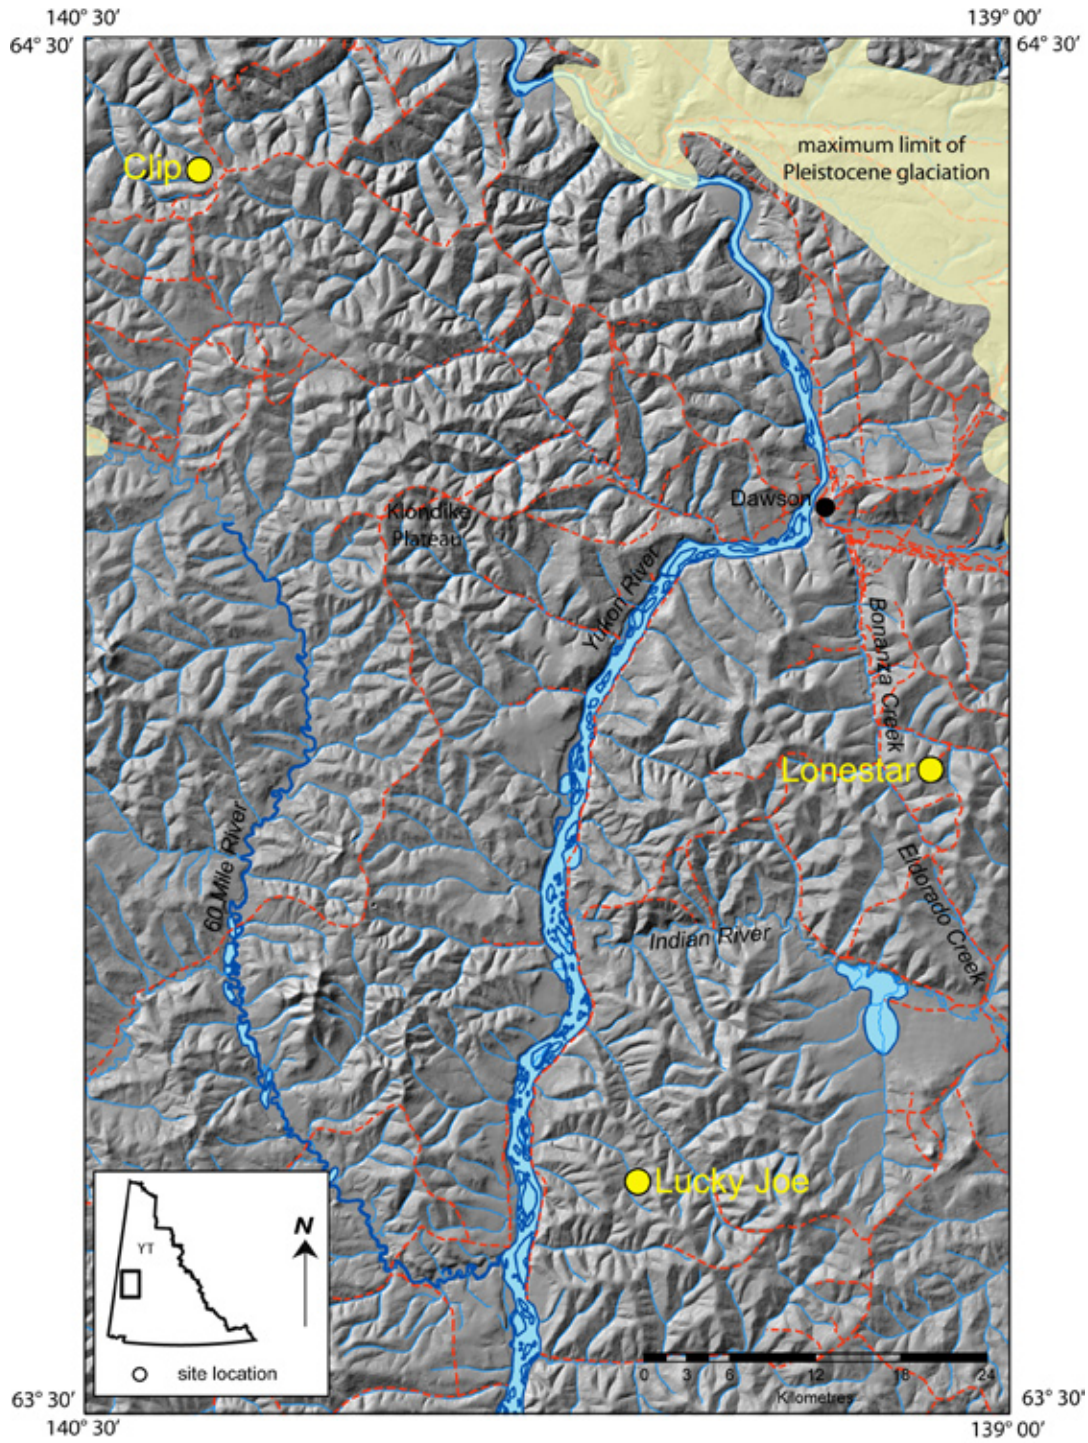 140° 30’
139° 00’
64° 30’
64° 30’
maximum limit of
Pleistocene glaciation
Clip
Dawson
Klondike
Plateau
Yukon River
Bonanza Creek
Lonestar
60 Mile River
Eldorado Creek
Indian River
Lucky Joe
YT
N
site location
0 3 6 12 18 24
Kilometres
63° 30’
63° 30’
140° 30’
139° 00’